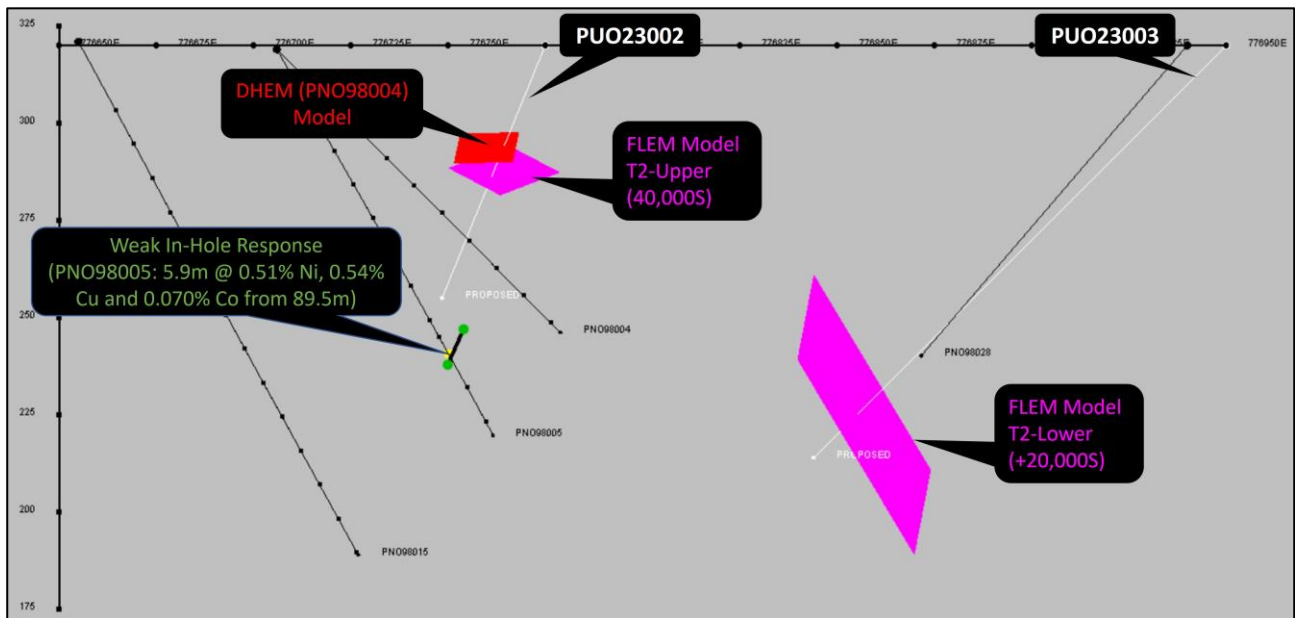 325
776650E
776675E
776700E
776725E
776750E
776835E
776850E
776875E
25E
776950E
PUO23002
PUO23003
DHEM (PNO98004)
Model
300
FLEM Model
T2-Upper
(40,000S)
275
Weak In-Hole Response
(PNO98005: 5.9m @ 0.51% Ni, 0.54%
Cu and 0.070% Co from 89.5m)
PROPOSED
250
PNO98004
PNO98028
225
PNO98005
FLEM Model
T2-Lower
(+20,000S)
PROPOSED
200
PNO98015
175